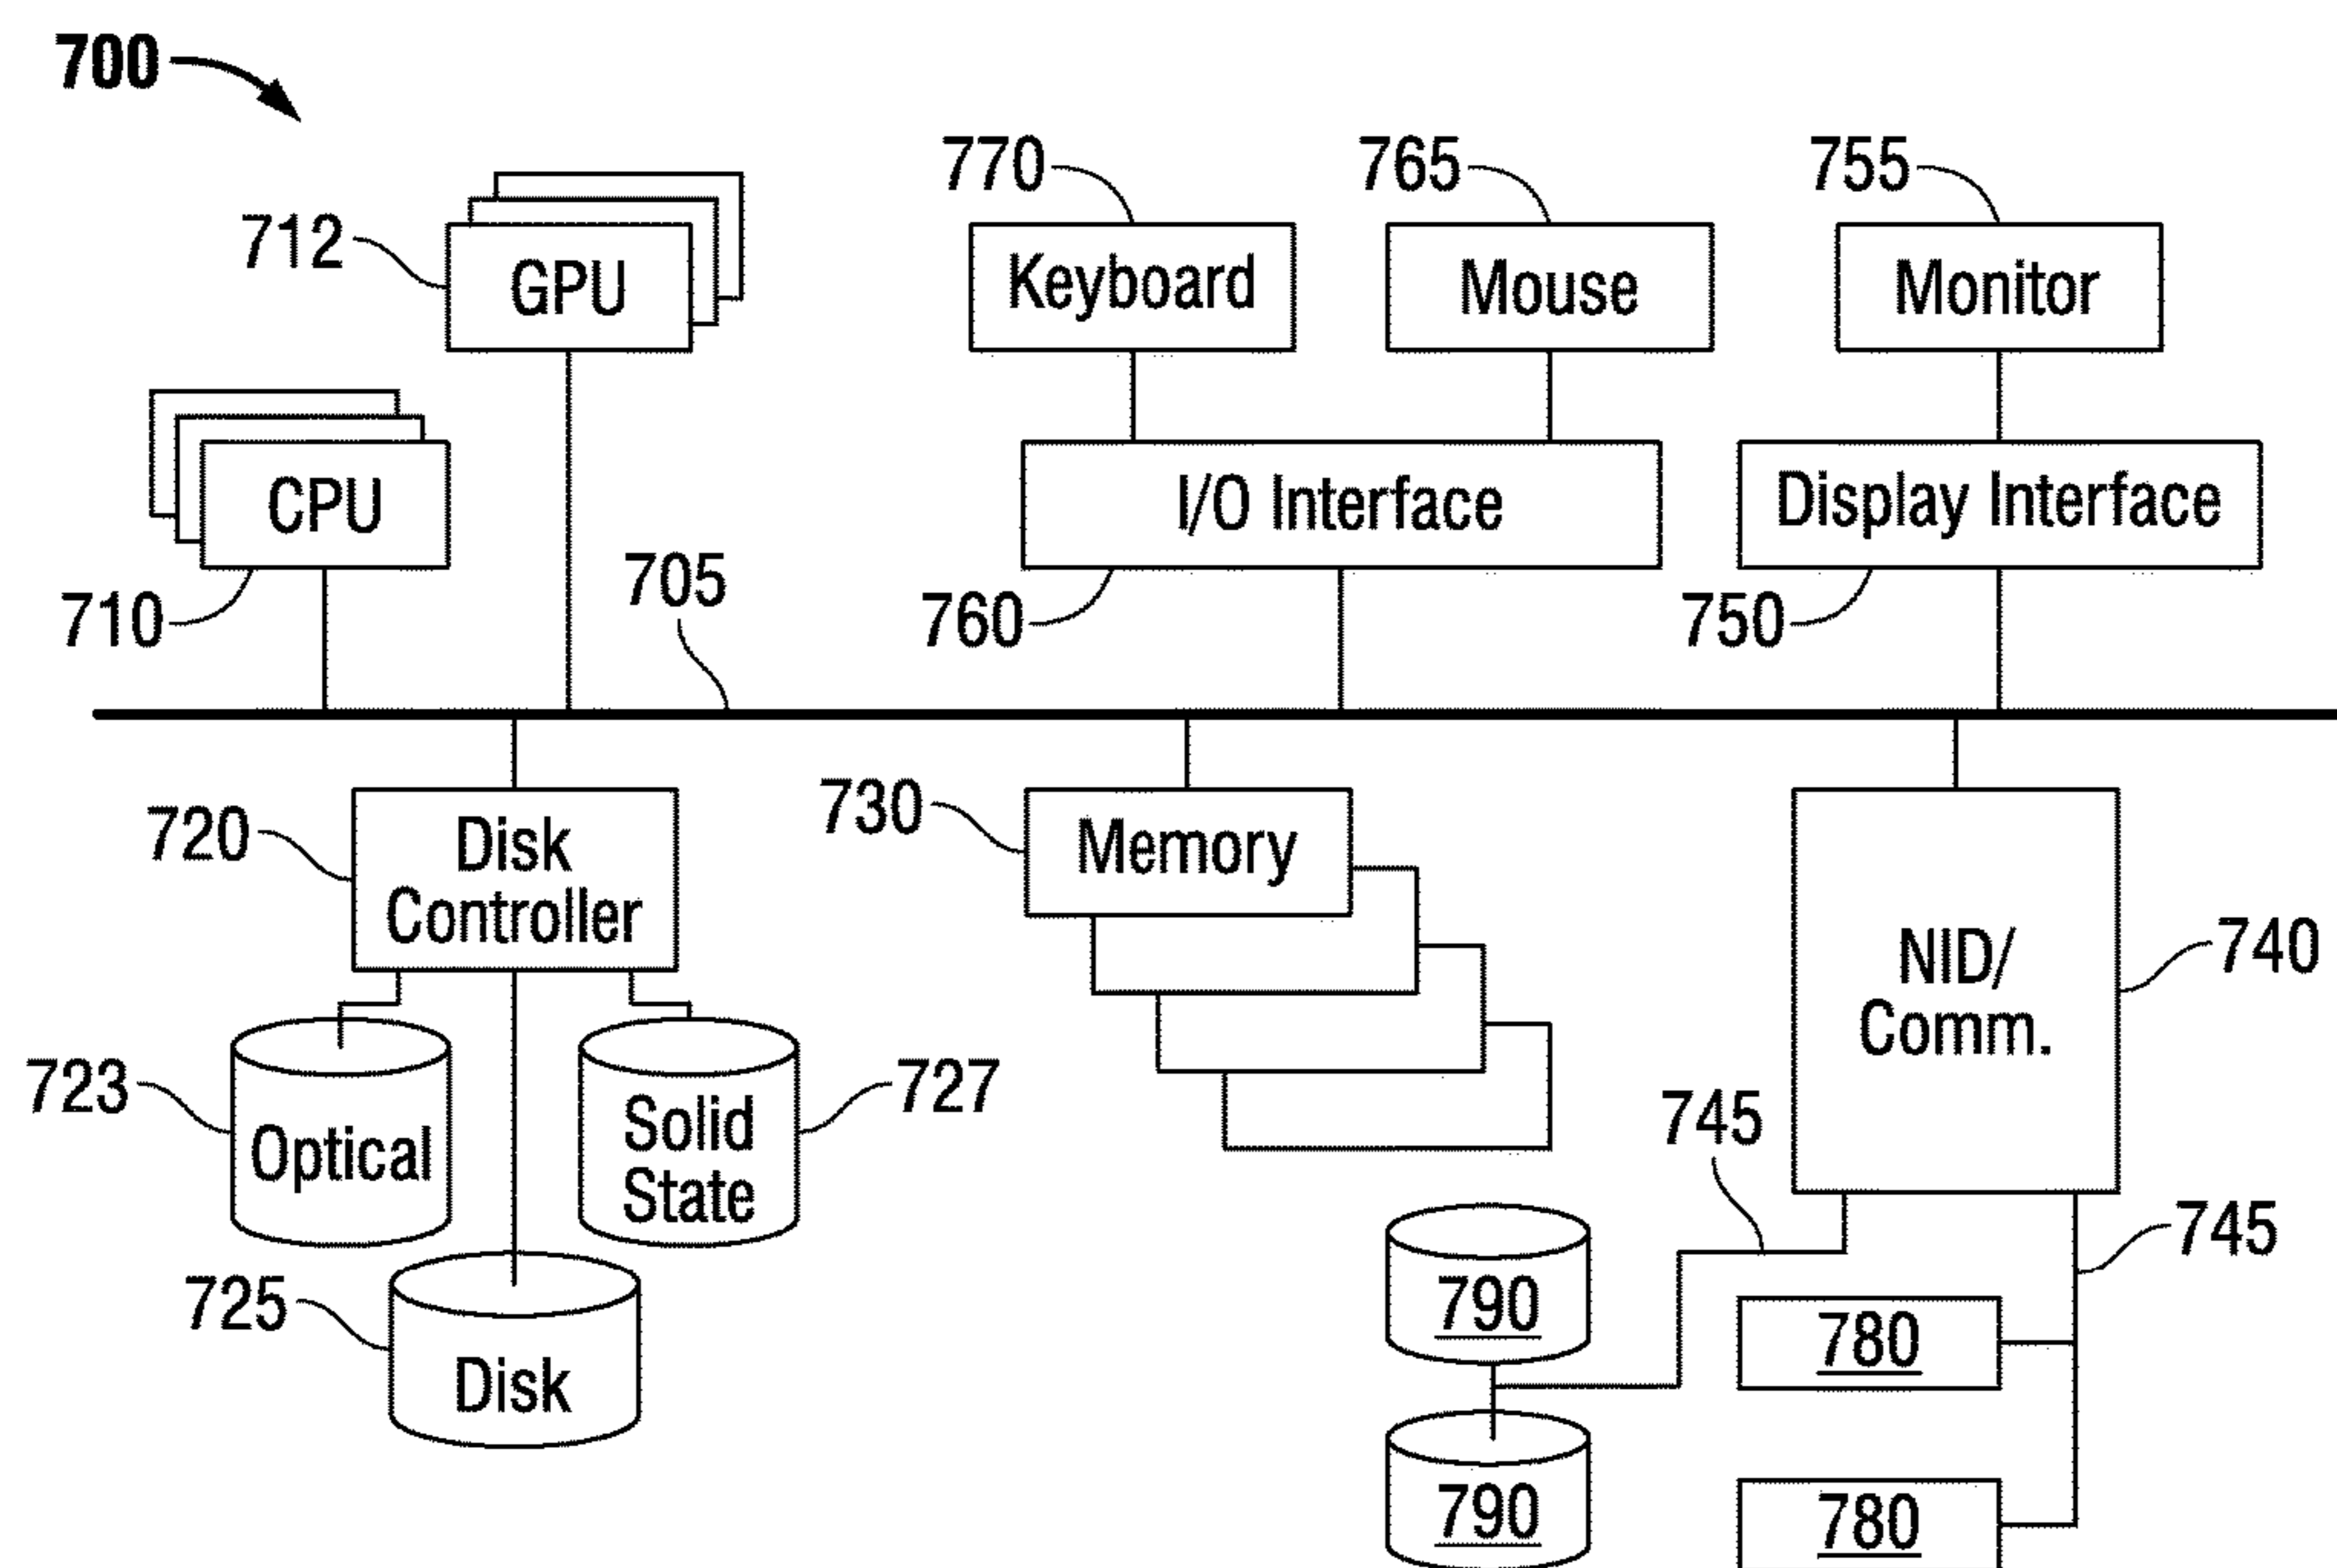 700
770
765
755
712
GPU
Keyboard
Mouse
Monitor
CPU
I/O Interface
Display Interface
710
705
760
750
720
Disk
Controller
730
Memory
NID/
Comm.
740
723
Optical
Solid
State
727
745
745
725
Disk
790
780
790
780